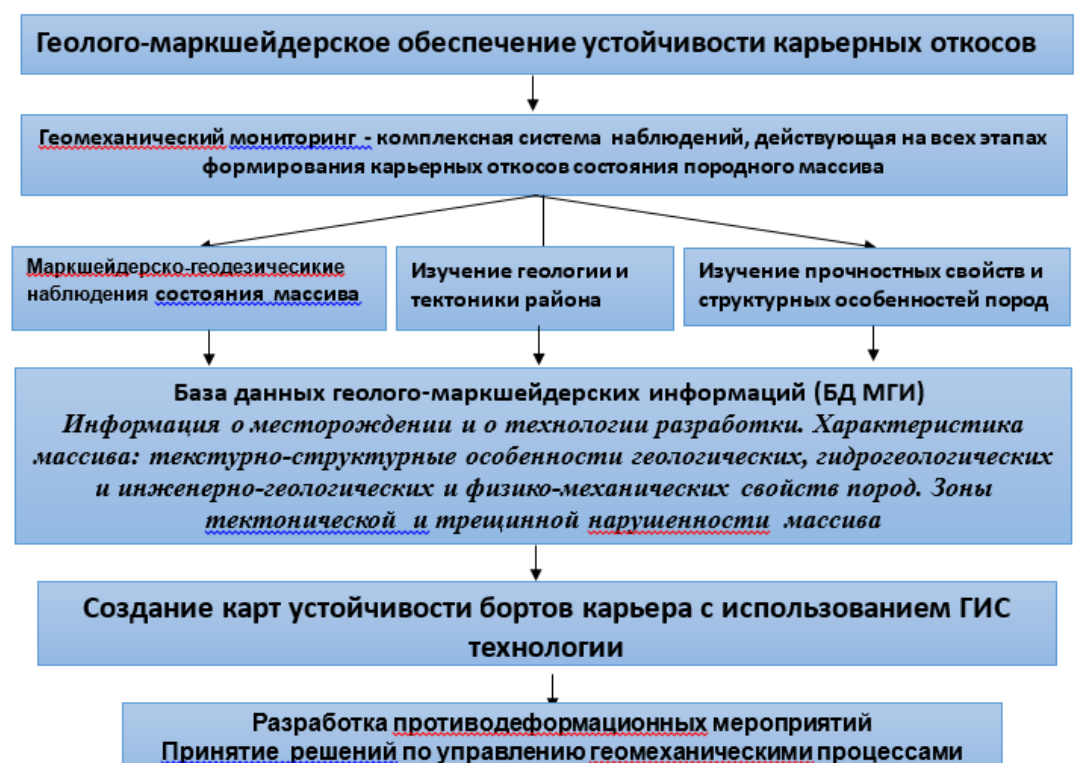 Геолого-маркшейдерское обеспечение устойчивости карьерных откосов
Геомеханический мониторинг - комплексная система наблюдений, действующая на всех этапах
формирования карьерных откосов состояния породного массива
Маркшейдерско-геодезичесикие
наблюдения состояния массива
Изучение геологии и
тектоники района
Изучение прочностных свойств и
структурных особенностей пород
База данных геолого-маркшейдерских информаций (БД МГИ)
Информация о месторождении и о технологии разработки. Характеристика
массива: текстурно-структурные особенности геологических, гидрогеологических
и инженерно-геологических и физико-механических свойств пород. Зоны
тектонической и трещинной нарушенности массива
Создание карт устойчивости бортов карьера с использованием ГИС
технологии
Разработка противодеформационных мероприятий
Принятие решений по управлению геомеханическими процессами